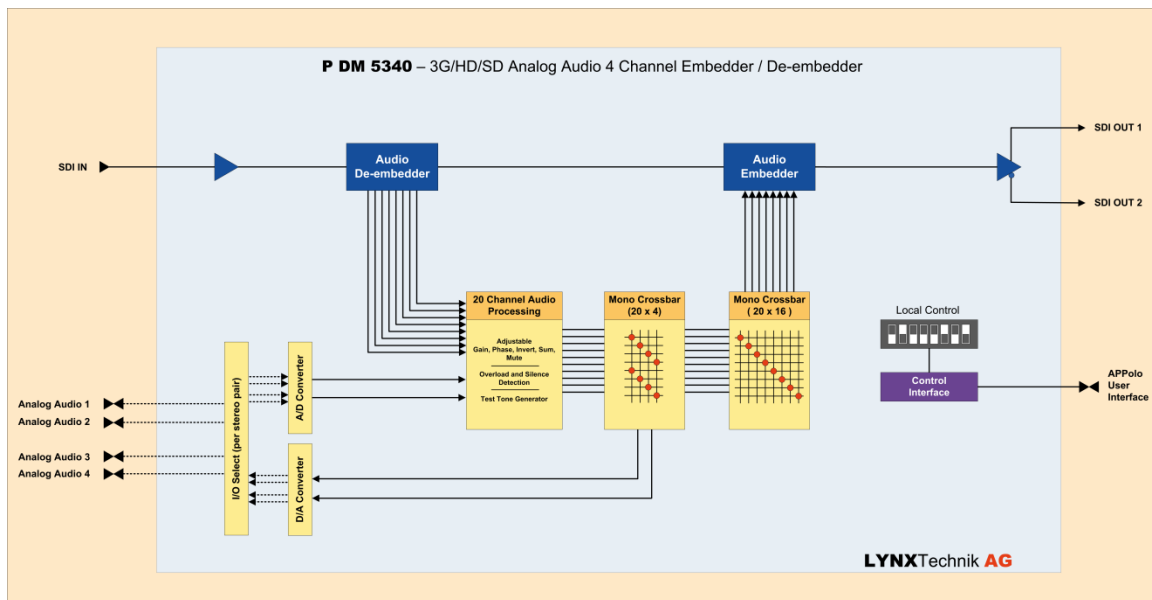 P DM 5340 – 3G/HD/SD Analog Audio 4 Channel Embedder / De-embedder
SDI IN
Audio
De-embedder
Audio
Embedder
SDI OUT 1
SDI OUT 2
20 Channel Audio
Processing
Adjustable
Gain, Phase, Invert, Sum,
Mute
Overload and Silence
Detection
Test Tone Generator
Mono Crossbar
(20 x 4)
Mono Crossbar
( 20 x 16 )
Local Control
Control
Interface
APPolo
User
Interface
Analog Audio 1
Analog Audio 2
Analog Audio 3
Analog Audio 4
I/O Select (per stereo pair)
A/D Converter
D/A Converter
LYNXTechnik AG